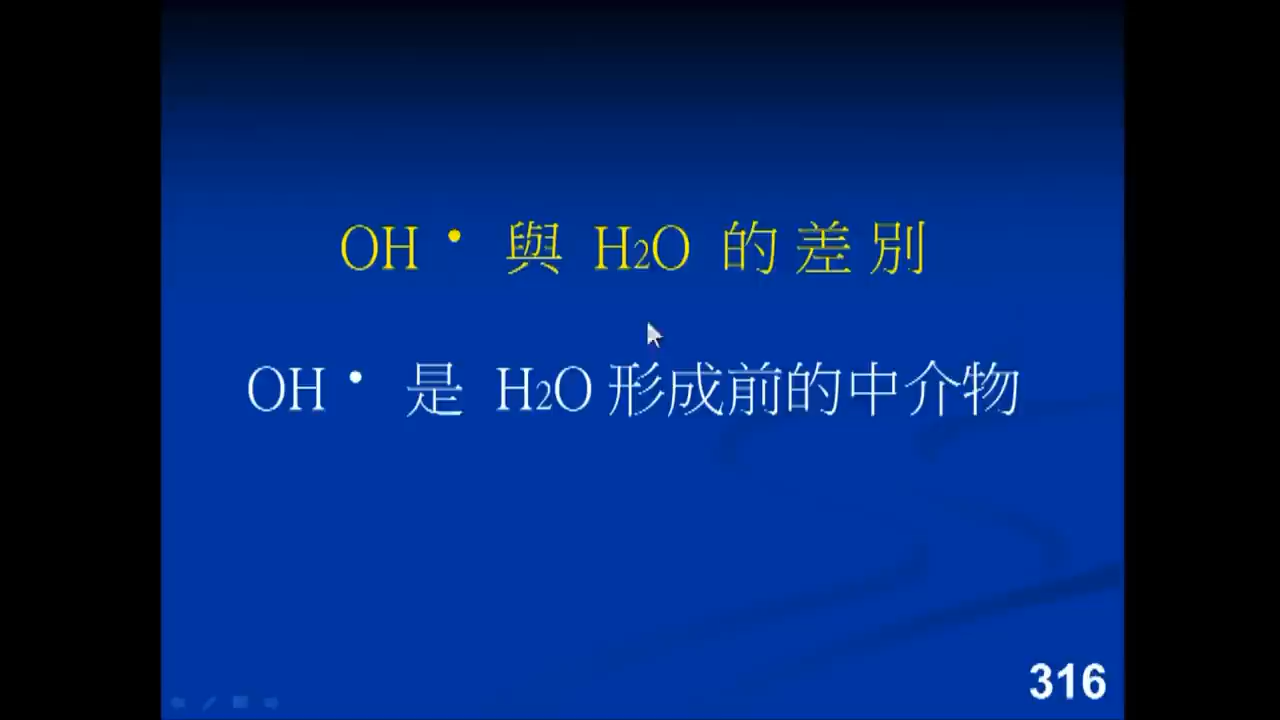 OH • 與 H2O 的 差 別
OH • 是 H2O 形成前的中介物
316